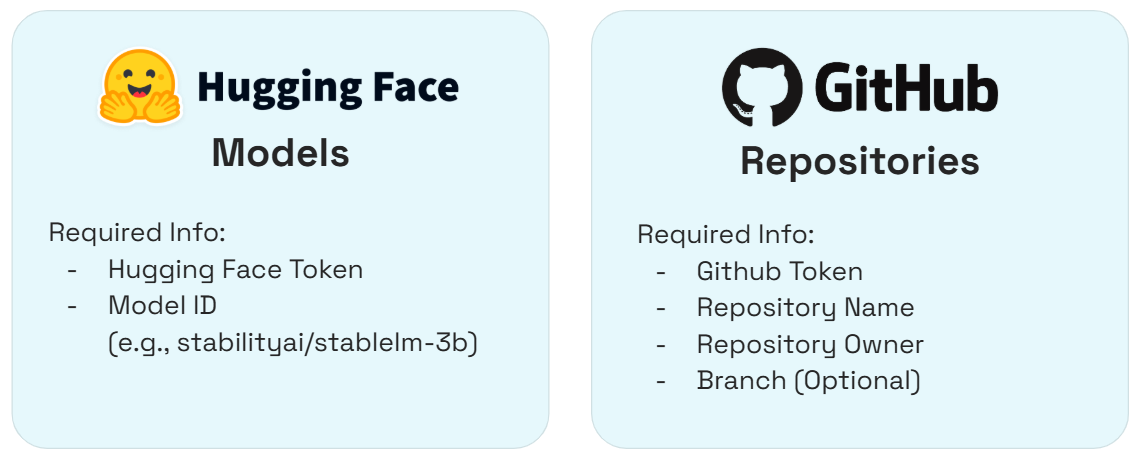 Hugging Face
Models
Required Info:
- Hugging Face Token
- Model ID
(e.g., stabilityai/stablelm-3b)
GitHub
Repositories
Required Info:
- Github Token
- Repository Name
- Repository Owner
- Branch (Optional)